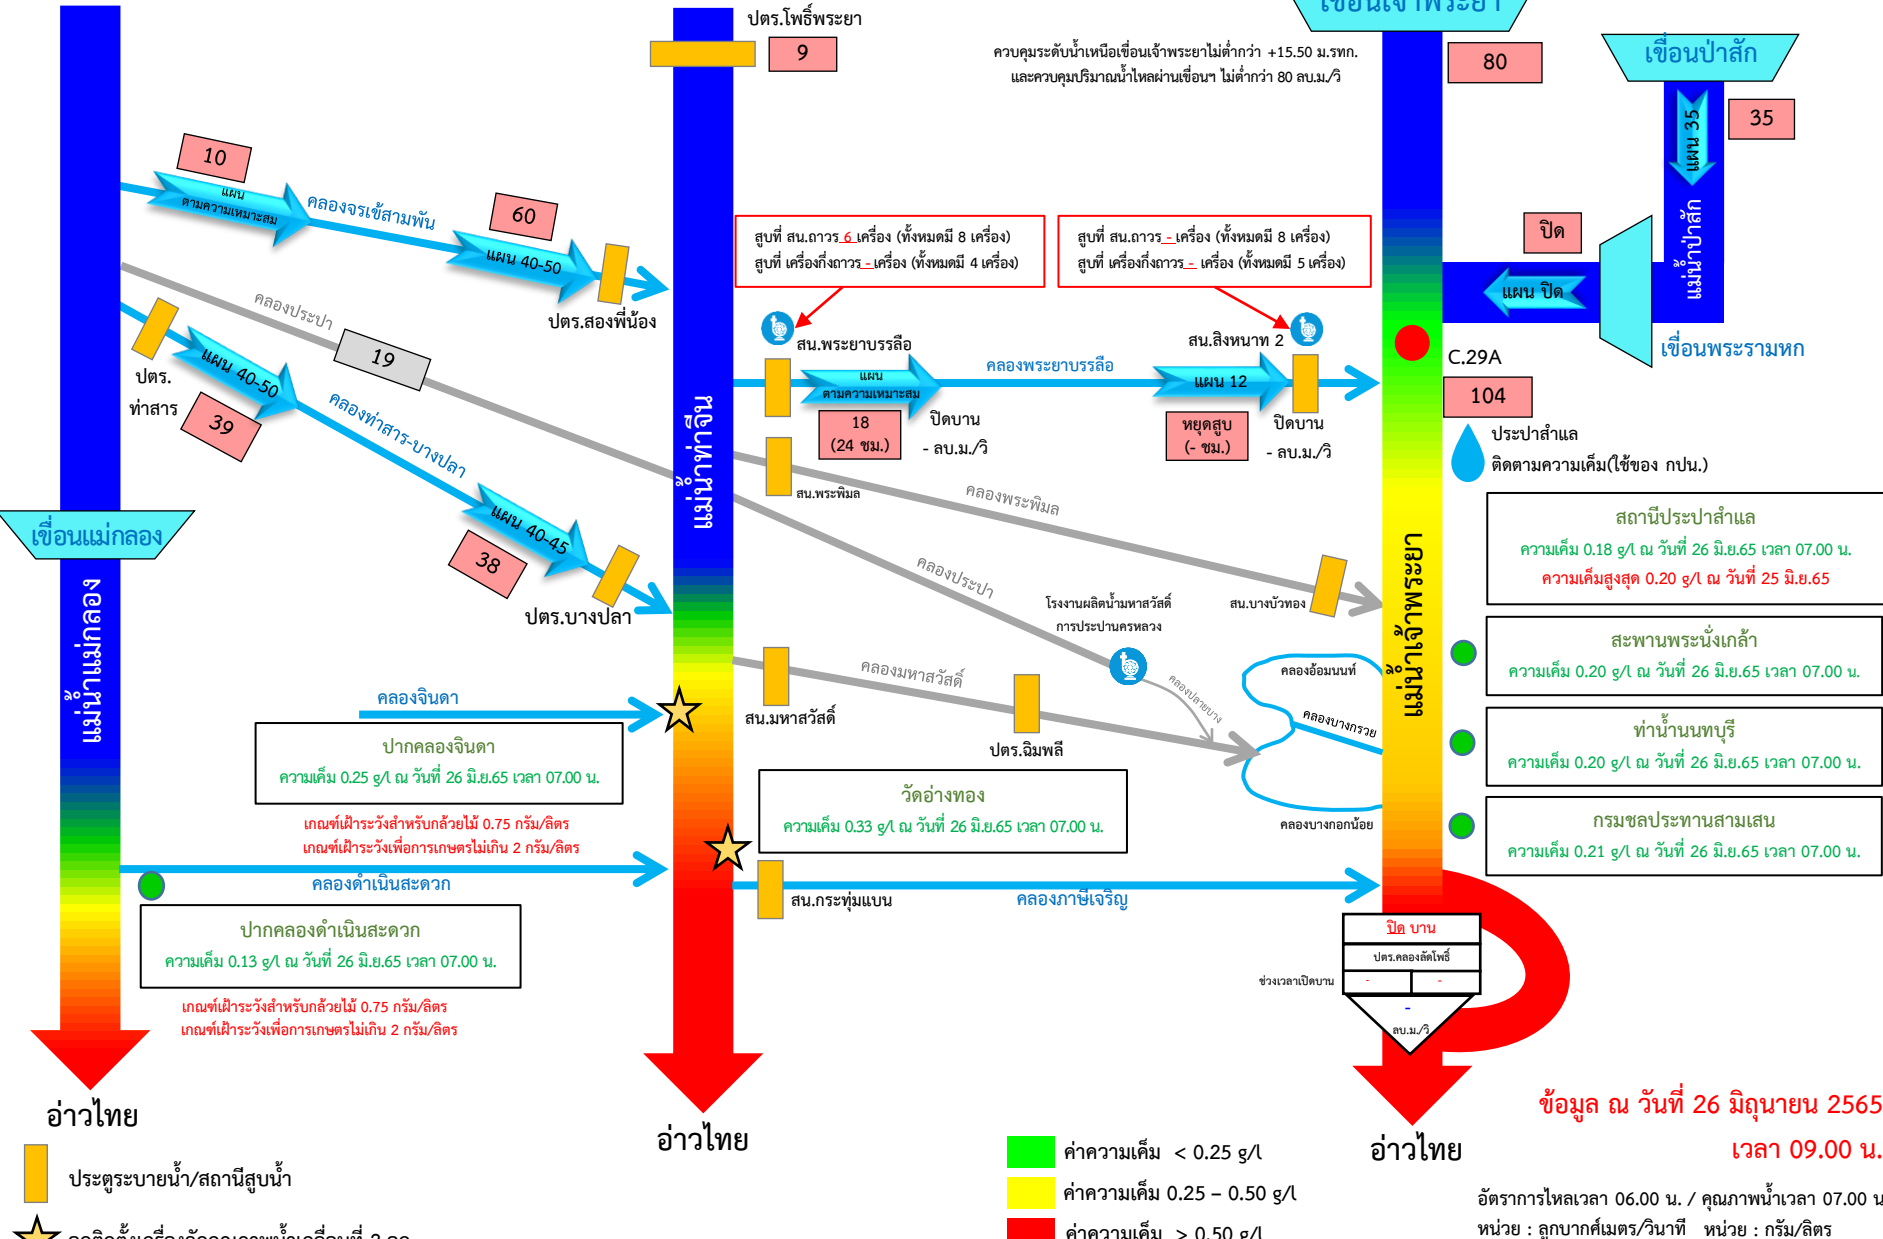 เขื่อนเจ้าพระยา
ปตร.โพธิ์พระยา
9
ควบคุมระดับน้ำเหนือเขื่อนเจ้าพระยาไม่ต่ำกว่า +15.50 ม.รทก.
และควบคุมปริมาณน้ำไหลผ่านเขื่อนฯ ไม่ต่ำกว่า 80 ลบ.ม./วิ
80
เขื่อนป่าสัก
35
แผน 35
แม่น้ำป่าสัก
ปิด
แผน ปิด
เขื่อนพระรามหก
10
แผน
ตามความเหมาะสม
คลองจรเข้สามพัน
60
แผน 40-50
ปตร.สองพี่น้อง
คลองประปา
19
ปตร.
ท่าสาร
แผน 40-50
39
คลองท่าสาร-บางปลา
แผน 40-45
38
ปตร.บางปลา
สูบที่ สน.ถาวร 6 เครื่อง (ทั้งหมดมี 8 เครื่อง)
สูบที่ เครื่องกึ่งถาวร - เครื่อง (ทั้งหมดมี 4 เครื่อง)
สูบที่ สน.ถาวร - เครื่อง (ทั้งหมดมี 8 เครื่อง)
สูบที่ เครื่องกึ่งถาวร - เครื่อง (ทั้งหมดมี 5 เครื่อง)
สน.พระยาบรรลือ
แผน
ตามความเหมาะสม
18
(24 ชม.)
ปิดบาน
- ลบ.ม./วิ
คลองพระยาบรรลือ
สน.สิงหนาท 2
แผน 12
หยุดสูบ
(- ชม.)
ปิดบาน
- ลบ.ม./วิ
C.29A
104
ประปาสำแล
ติดตามความเค็ม(ใช้ของ กปน.)
แม่น้ำท่าจีน
สน.พระพิมล
คลองพระพิมล
คลองประปา
สน.บางบัวทอง
สถานีประปาสำแล
ความเค็ม 0.18 g/l ณ วันที่ 26 มิ.ย.65 เวลา 07.00 น.
ความเค็มสูงสุด 0.20 g/l ณ วันที่ 25 มิ.ย.65
เขื่อนแม่กลอง
แม่น้ำแม่กลอง
แม่น้ำเจ้าพระยา
โรงงานผลิตน้ำมหาสวัสดิ์
การประปานครหลวง
สะพานพระนั่งเกล้า
ความเค็ม 0.20 g/l ณ วันที่ 26 มิ.ย.65 เวลา 07.00 น.
คลองมหาสวัสดิ์
สน.มหาสวัสดิ์
ปตร.ฉิมพลี
คลองปลายบาง
คลองอ้อมนนท์
คลองบางกรวย
คลองบางกอกน้อย
ท่าน้ำนนทบุรี
ความเค็ม 0.20 g/l ณ วันที่ 26 มิ.ย.65 เวลา 07.00 น.
คลองจินดา
ปากคลองจินดา
ความเค็ม 0.25 g/l ณ วันที่ 26 มิ.ย.65 เวลา 07.00 น.
เกณฑ์เฝ้าระวังสำหรับกล้วยไม้ 0.75 กรัม/ลิตร
เกณฑ์เฝ้าระวังเพื่อการเกษตรไม่เกิน 2 กรัม/ลิตร
วัดอ่างทอง
ความเค็ม 0.33 g/l ณ วันที่ 26 มิ.ย.65 เวลา 07.00 น.
กรมชลประทานสามเสน
ความเค็ม 0.21 g/l ณ วันที่ 26 มิ.ย.65 เวลา 07.00 น.
คลองดำเนินสะดวก
สน.กระทุ่มแบน
คลองภาษีเจริญ
ปากคลองดำเนินสะดวก
ความเค็ม 0.13 g/l ณ วันที่ 26 มิ.ย.65 เวลา 07.00 น.
เกณฑ์เฝ้าระวังสำหรับกล้วยไม้ 0.75 กรัม/ลิตร
เกณฑ์เฝ้าระวังเพื่อการเกษตรไม่เกิน 2 กรัม/ลิตร
ปิด บาน
ปตร.คลองลัดโพธิ์
ช่วงเวลาเปิดบาน
- -
-
ลบ.ม./วิ
อ่าวไทย
อ่าวไทย
อ่าวไทย
ข้อมูล ณ วันที่ 26 มิถุนายน 2565
เวลา 09.00 น.
ประตูระบายน้ำ/สถานีสูบน้ำ
ค่าความเค็ม < 0.25 g/l
ค่าความเค็ม 0.25 – 0.50 g/l
ค่าความเค็ม > 0.50 g/l
อัตราการไหลเวลา 06.00 น. / คุณภาพน้ำเวลา 07.00 น
หน่วย : ลูกบากศ์เมตร/วินาที หน่วย : กรัม/ลิตร